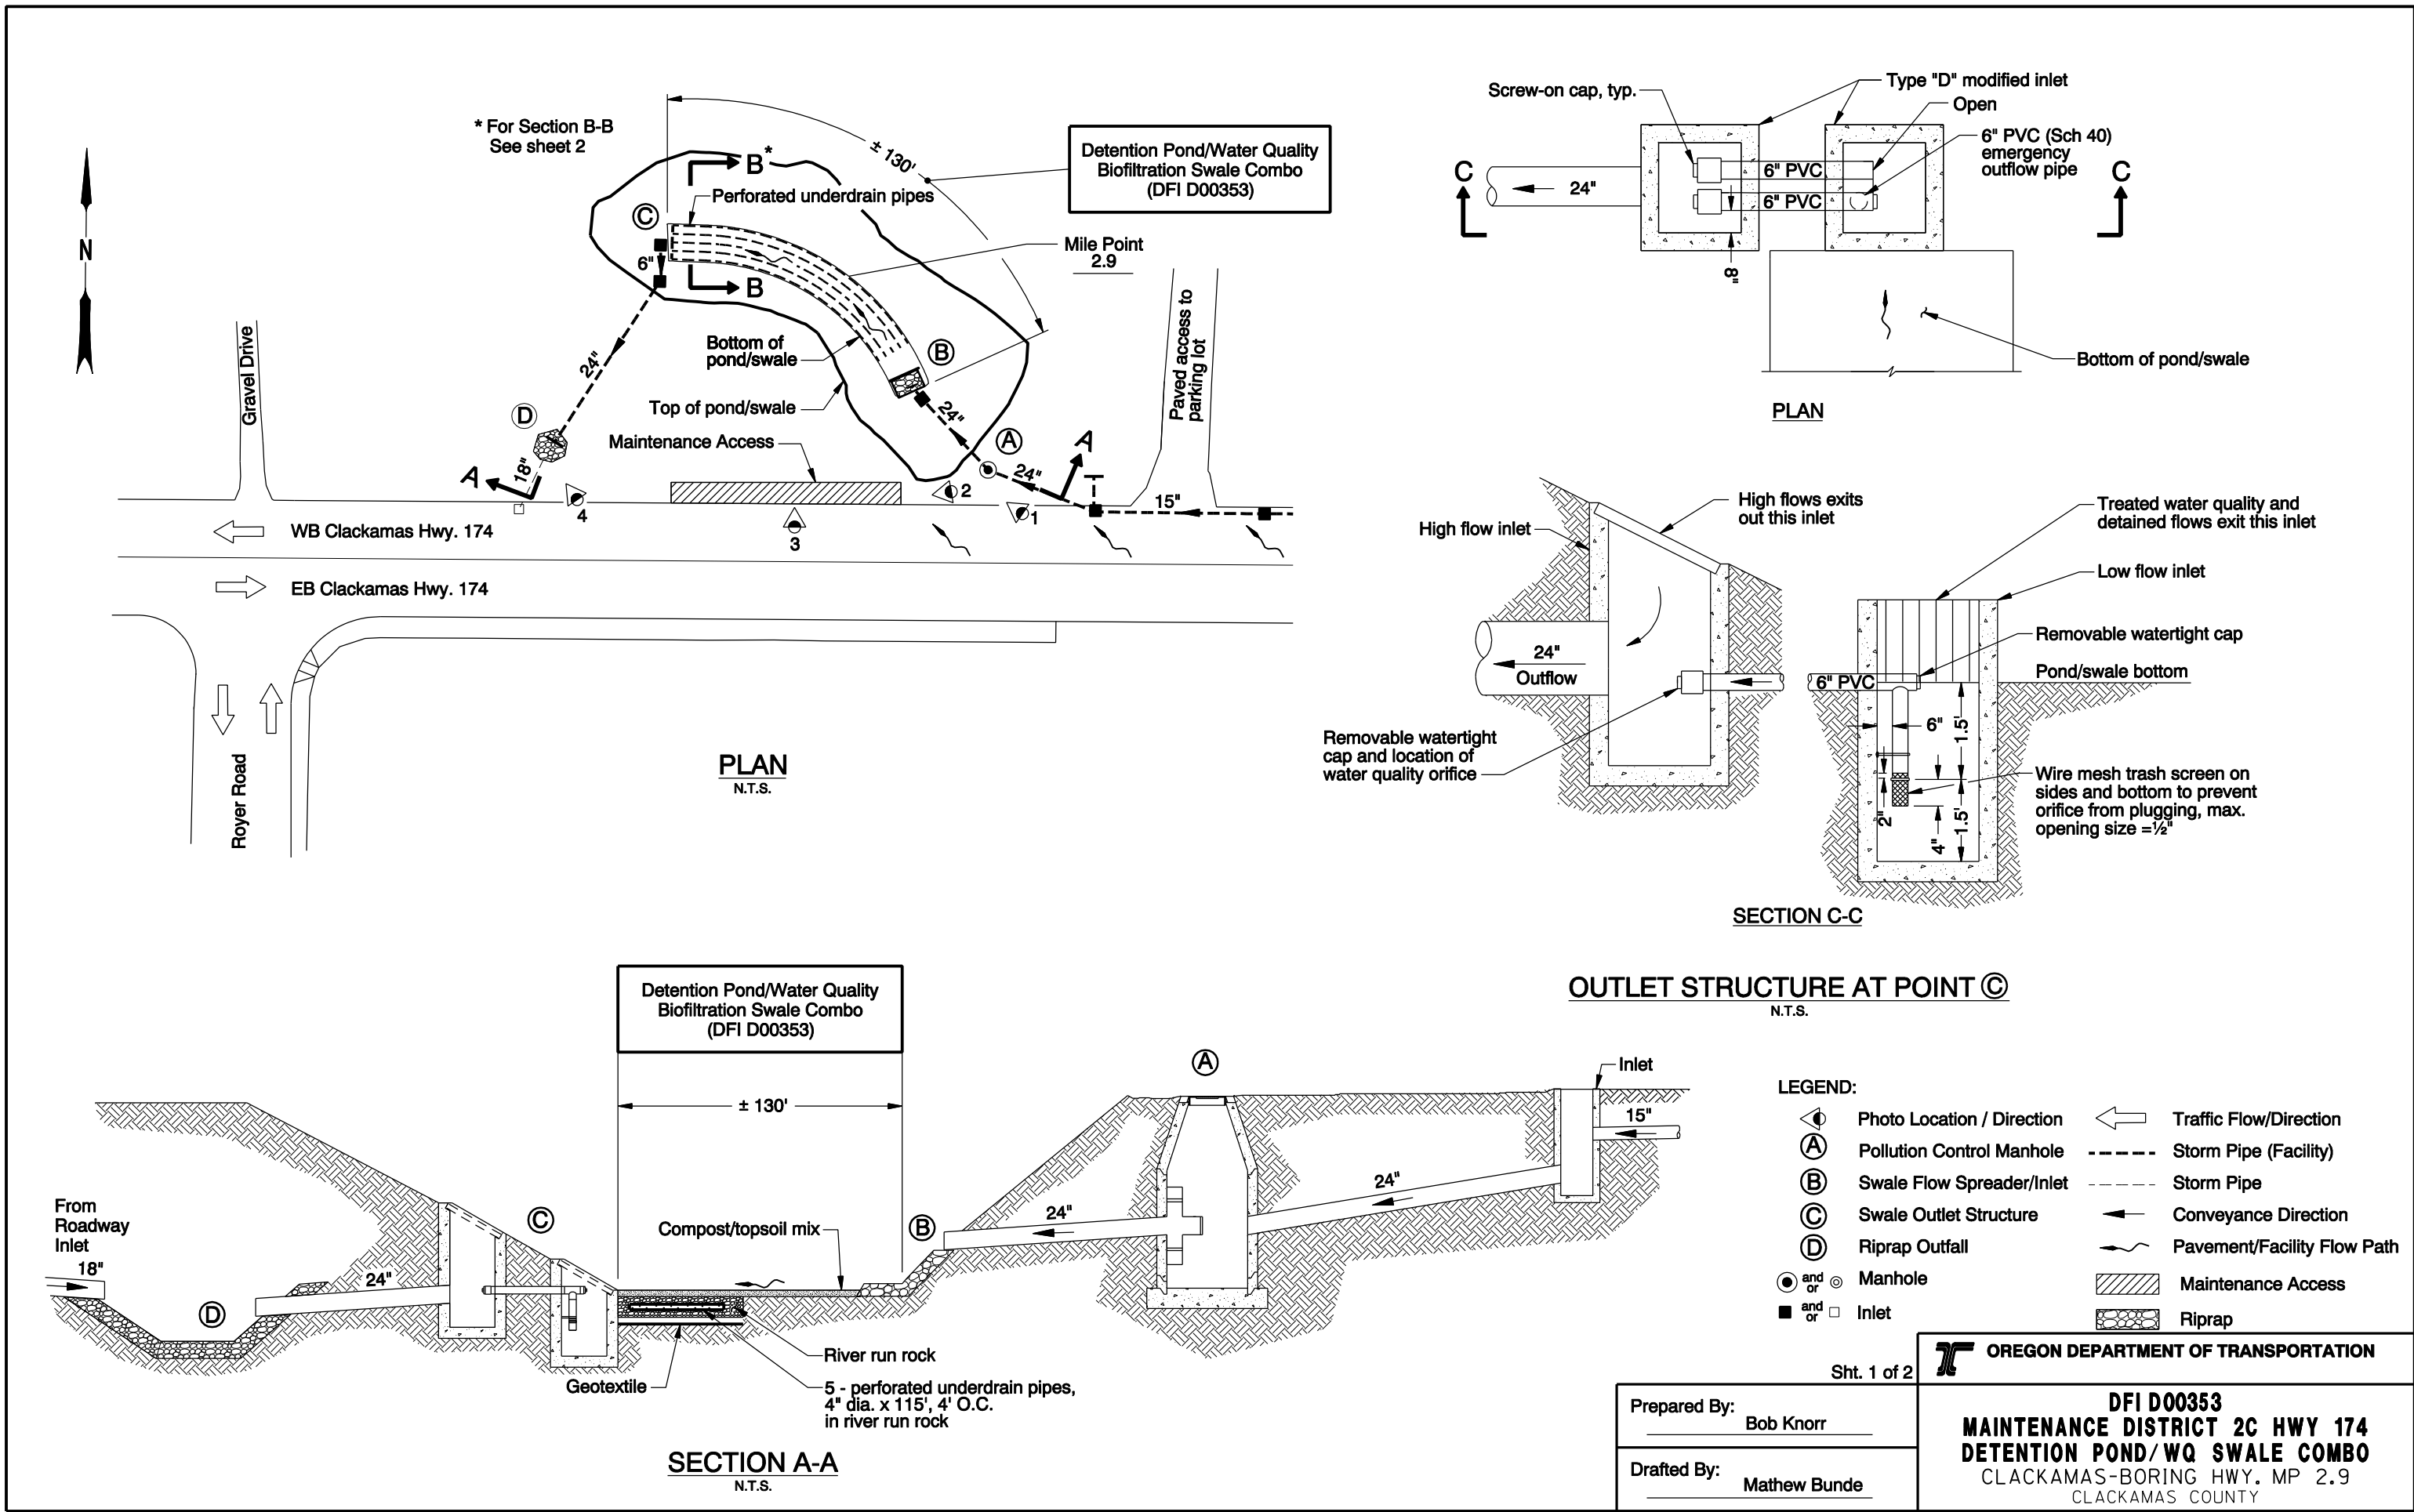 * For Section B-B
See sheet 2
N
B*
± 130'
Detention Pond/Water Quality
Biofiltration Swale Combo
(DFI D00353)
Perforated underdrain pipes
C
6"
B
Mile Point
2.9
Bottom of
pond/swale
B
24"
24"
Top of pond/swale
Maintenance Access
D
18"
A
A
A
24"
15"
Paved access to
parking lot
Gravel Drive
1
2
3
4
WB Clackamas Hwy. 174
EB Clackamas Hwy. 174
Royer Road
PLAN
N.T.S.
Screw-on cap, typ.
Type "D" modified inlet
Open
6" PVC (Sch 40)
emergency
outflow pipe
C
C
24"
6" PVC
6" PVC
8"
Bottom of pond/swale
PLAN
High flow inlet
High flows exits
out this inlet
Treated water quality and
detained flows exit this inlet
Low flow inlet
Removable watertight cap
Pond/swale bottom
24"
Outflow
6" PVC
6"
1.5'
Removable watertight
cap and location of
water quality orifice
Wire mesh trash screen on
sides and bottom to prevent
orifice from plugging, max.
opening size =½"
2"
4"
1.5'
SECTION C-C
OUTLET STRUCTURE AT POINT C
N.T.S.
Detention Pond/Water Quality
Biofiltration Swale Combo
(DFI D00353)
± 130'
A
Inlet
15"
24"
24"
B
C
Compost/topsoil mix
From
Roadway
Inlet
18"
D
24"
River run rock
Geotextile
5 - perforated underdrain pipes,
4" dia. x 115', 4' O.C.
in river run rock
SECTION A-A
N.T.S.
LEGEND:
Photo Location / Direction
A Pollution Control Manhole
B Swale Flow Spreader/Inlet
C Swale Outlet Structure
D Riprap Outfall
and
or
Manhole
and
or
Inlet
Traffic Flow/Direction
Storm Pipe (Facility)
Storm Pipe
Conveyance Direction
Pavement/Facility Flow Path
Maintenance Access
Riprap
Sht. 1 of 2
OREGON DEPARTMENT OF TRANSPORTATION
Prepared By:
Bob Knorr
Drafted By:
Mathew Bunde
DFI D00353
MAINTENANCE DISTRICT 2C HWY 174
DETENTION POND/WQ SWALE COMBO
CLACKAMAS-BORING HWY. MP 2.9
CLACKAMAS COUNTY